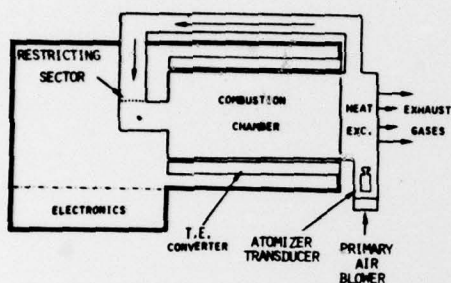 RESTRICTING
SECTOR
COMBUSTION
CHAMBER
HEAT
EXC.
EXHAUST
GASES
ELECTRONICS
T.E.
CONVERTER
ATOMIZER
TRANSDUCER
PRIMARY
AIR
BLOWER